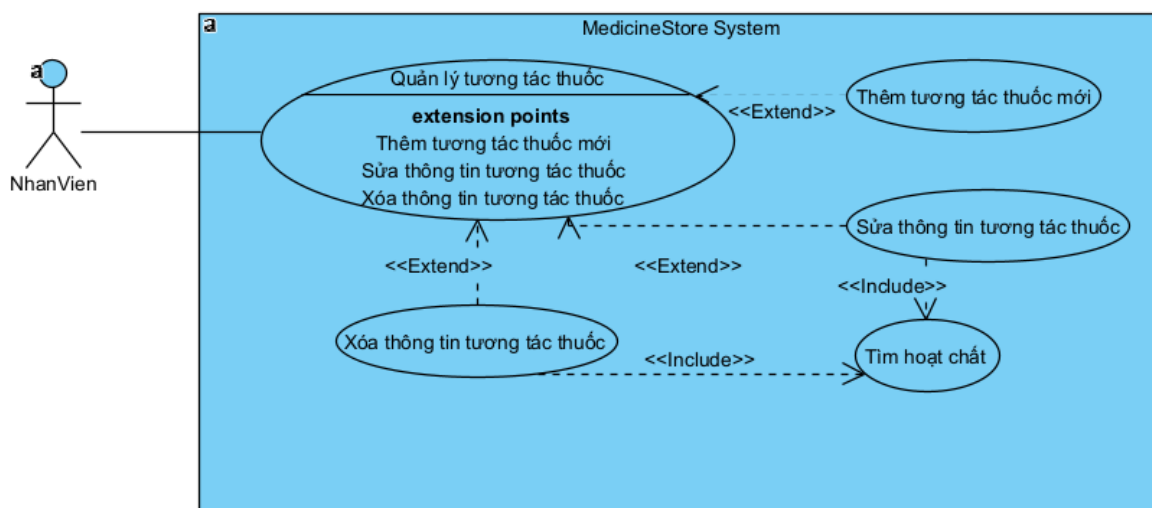 a
MedicineStore System
a
NhanVien
Quản lý tương tác thuốc
extension points
Thêm tương tác thuốc mới
Sửa thông tin tương tác thuốc
Xóa thông tin tương tác thuốc
<<Extend>>
Thêm tương tác thuốc mới
Sửa thông tin tương tác thuốc
<<Extend>>
<<Extend>>
<<Include>>
Xóa thông tin tương tác thuốc
<<Include>>
Tìm hoạt chất